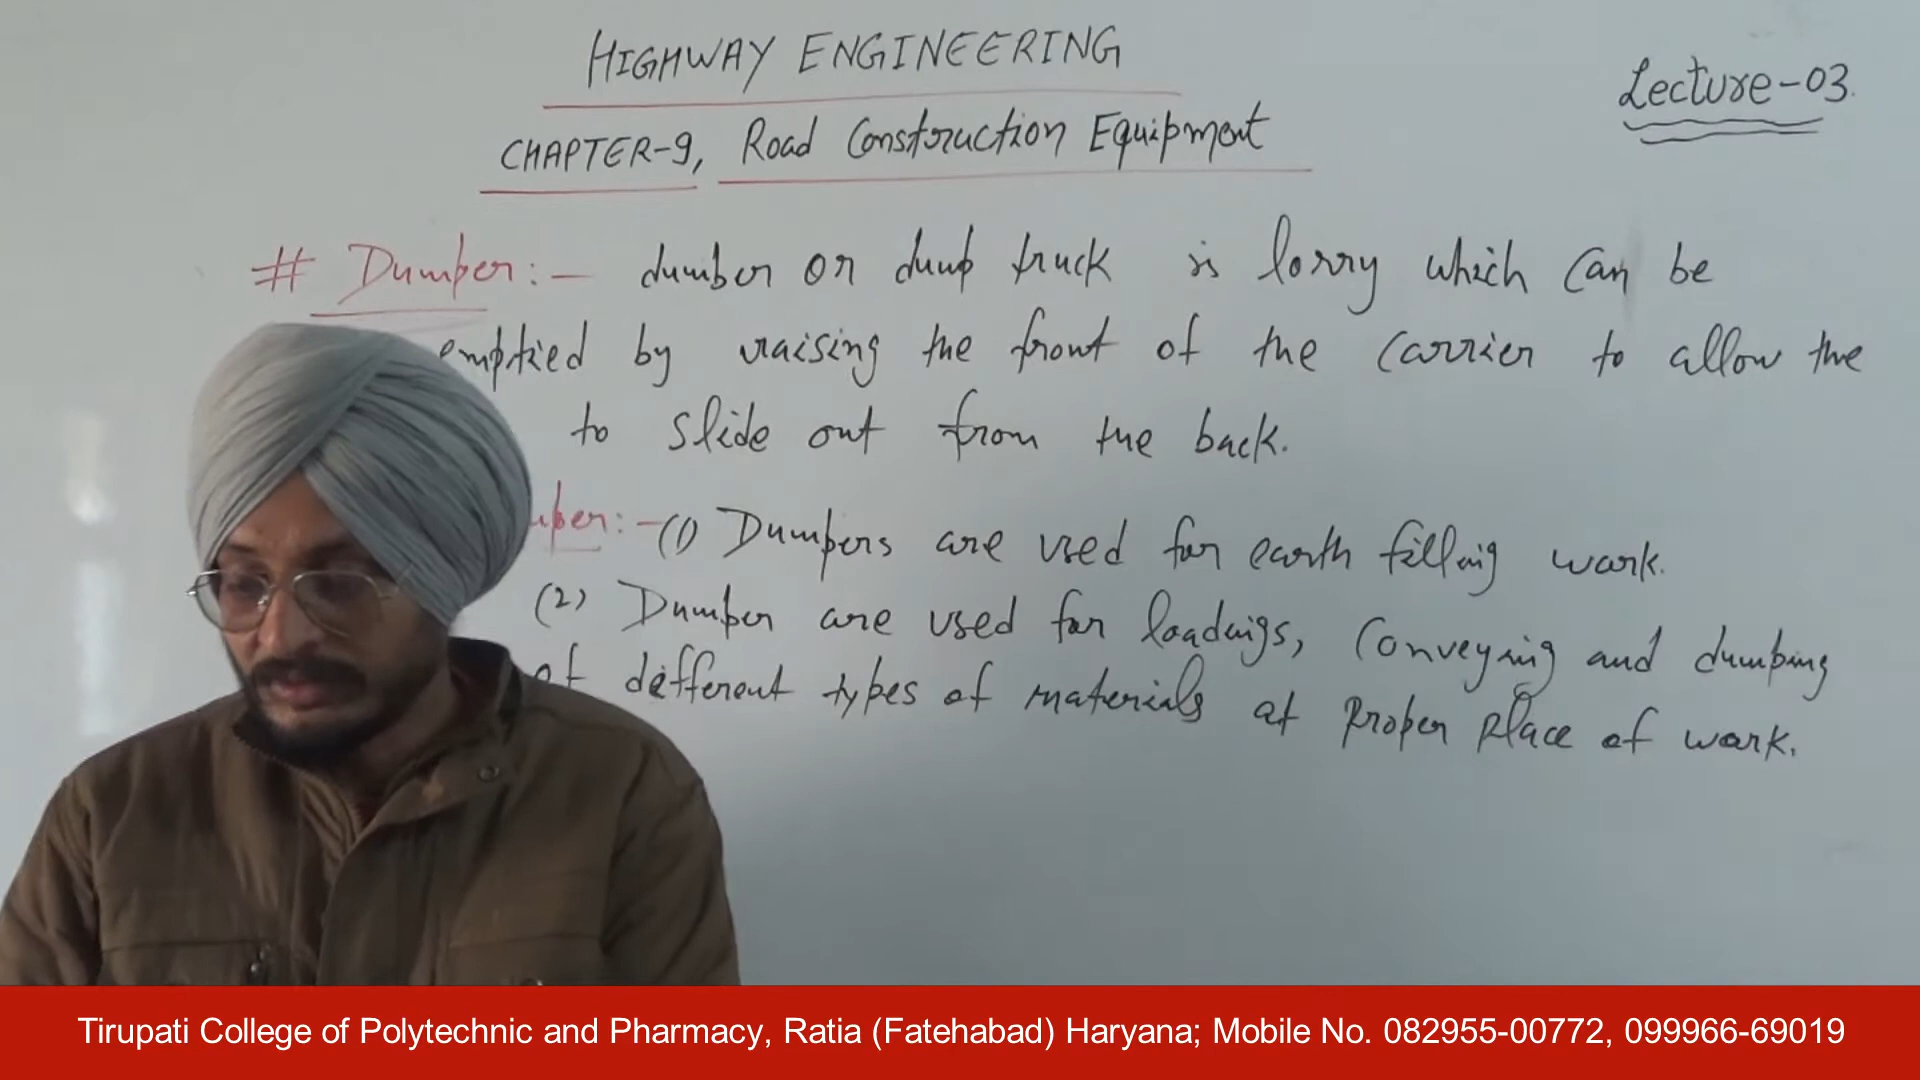 HIGHWAY ENGINEERING
Lecture-03.
CHAPTER-9, Road Construction Equipment
# Dumper:— dumber or dump truck is lorry which can be
emptied by raising the front of the carrier to allow the
to slide out from the back.
(1) Dumpers are used for earth filling work.
(2) Dumper are used for loadings, Conveying and dumping
of different types of materials at Proper Place of work.
Tirupati College of Polytechnic and Pharmacy, Ratia (Fatehabad) Haryana; Mobile No. 082955-00772, 099966-69019